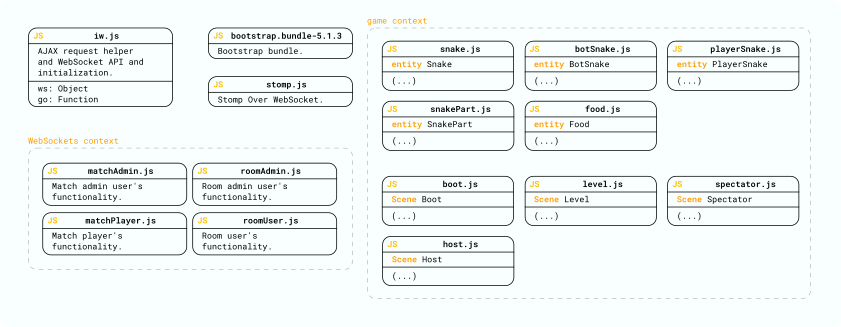 JS iw.js
AJAX request helper
and WebSocket API and
initialization.
ws: Object
go: Function
JS bootstrap.bundle-5.1.3
Bootstrap bundle.
JS stomp.js
Stomp Over WebSocket.
WebSockets context
JS matchAdmin.js
Match admin user's
functionality.
JS roomAdmin.js
Room admin user's
functionality.
JS matchPlayer.js
Match player's
functionality.
JS roomUser.js
Room user's
functionality.
game context
JS snake.js
entity Snake
(...)
JS botSnake.js
entity BotSnake
(...)
JS playerSnake.js
entity PlayerSnake
(...)
JS snakePart.js
entity SnakePart
(...)
JS food.js
entity Food
(...)
JS boot.js
Scene Boot
(...)
JS level.js
Scene Level
(...)
JS spectator.js
Scene Spectator
(...)
JS host.js
Scene Host
(...)